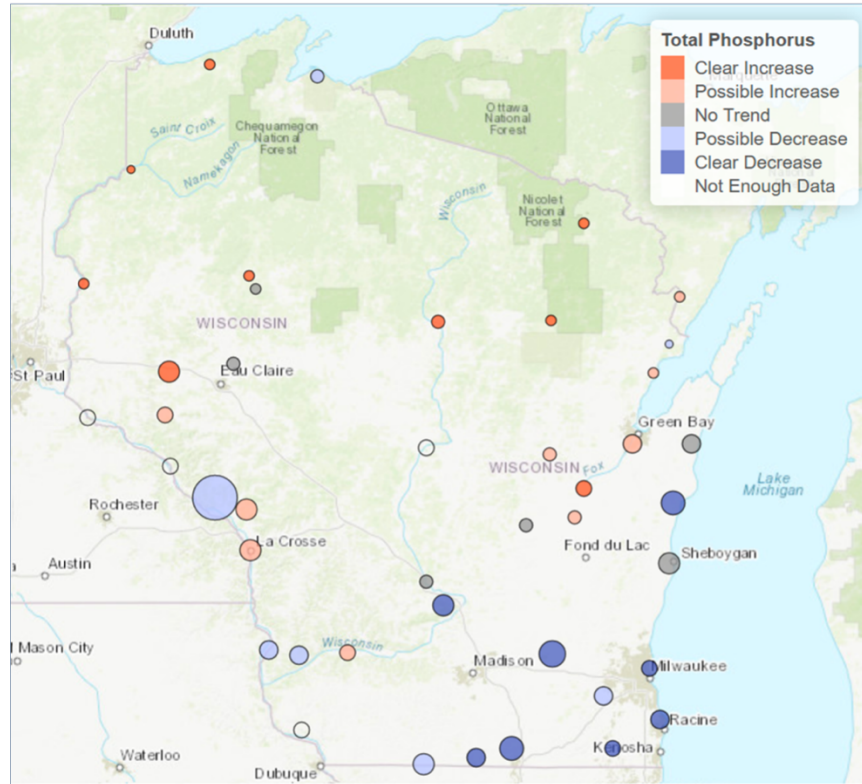 Duluth
Total Phosphorus
Clear Increase
Possible Increase
No Trend
Possible Decrease
Clear Decrease
Not Enough Data
Ottawa
National
Forest
Saint Croix
Chequamegon
National
Forest
Namekagon
Wisconsin
Nicolet
National
Forest
WISCONSIN
St Paul
Eau Claire
Green Bay
WISCONSIN
Fox
Lake
Michigan
Rochester
La Crosse
Fond du Lac
Sheboygan
Austin
Mason City
Wisconsin
Madison
Milwaukee
Racine
Kenosha
Waterloo
Dubuque